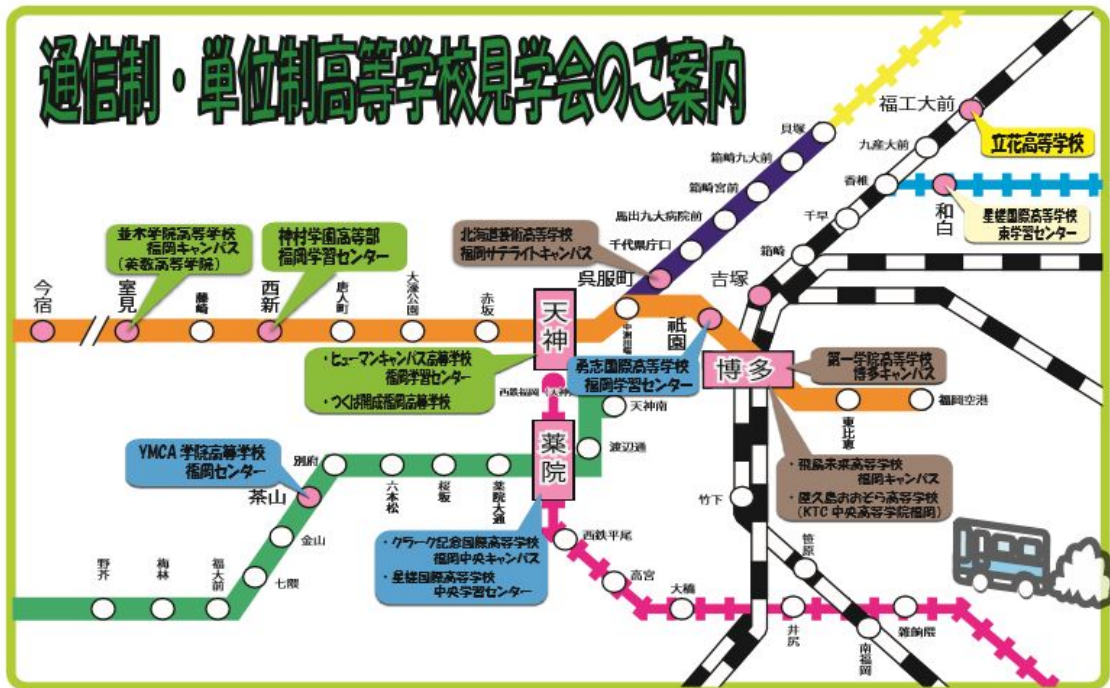 通信制・単位制高等学校見学会のご案内
福工大前
貝塚
九産大前
立花高等学校
箱崎九大前
香椎
箱崎宮前
和白
星槎国際高等学校
東学習センター
並木学院高等学校
福岡キャンパス
(英数高等学院)
神村学園高等部
福岡学習センター
北海道芸術高等学校
福岡サテライトキャンパス
馬出九大病院前
千早
千代県庁口
箱崎
呉服町
吉塚
今宿
室見
藤崎
西新
唐人町
大濠公園
赤坂
天神
中洲川端
祇園
・ヒューマンキャンパス高等学校
福岡学習センター
・つくば開成福岡高等学校
勇志国際高等学校
福岡学習センター
博多
第一学院高等学校
博多キャンパス
西鉄福岡(天神)
天神南
東比恵
福岡空港
YMCA 学院高等学校
福岡センター
別府
六本松
桜坂
薬院大通
薬院
渡辺通
・飛鳥未来高等学校
福岡キャンパス
・屋久島おおぞら高等学校
(KTC 中央高等学院福岡)
茶山
竹下
金山
・クラーク記念国際高等学校
福岡中央キャンパス
・星槎国際高等学校
中央学習センター
西鉄平尾
笹原
野芥
梅林
福大前
七隈
高宮
大橋
井尻
雑餉隈
南福岡